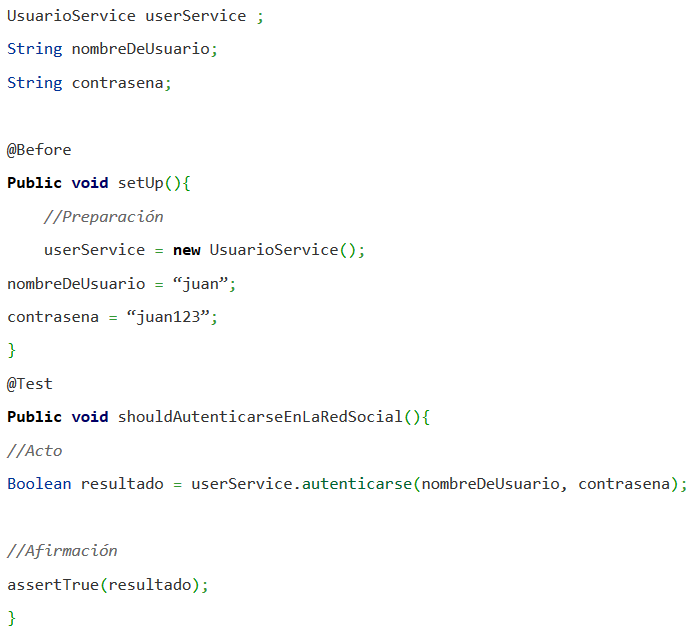 UsuarioService userService ;
String nombreDeUsuario;
String contrasena;
@Before
Public void setUp(){
//Preparación
userService = new UsuarioService();
nombreDeUsuario = “juan”;
contrasena = “juan123”;
}
@Test
Public void shouldAutenticarseEnLaRedSocial(){
//Acto
Boolean resultado = userService.autenticarse(nombreDeUsuario, contrasena);
//Afirmación
assertTrue(resultado);
}